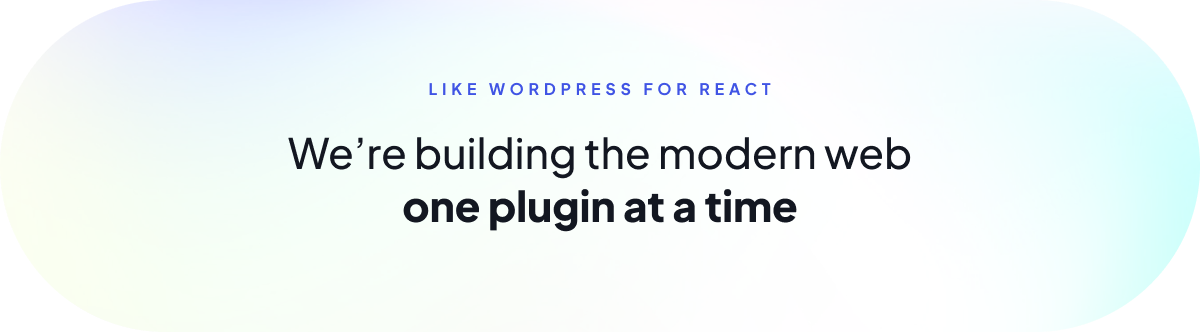 LIKE WORDPRESS FOR REACT
We’re building the modern web
one plugin at a time